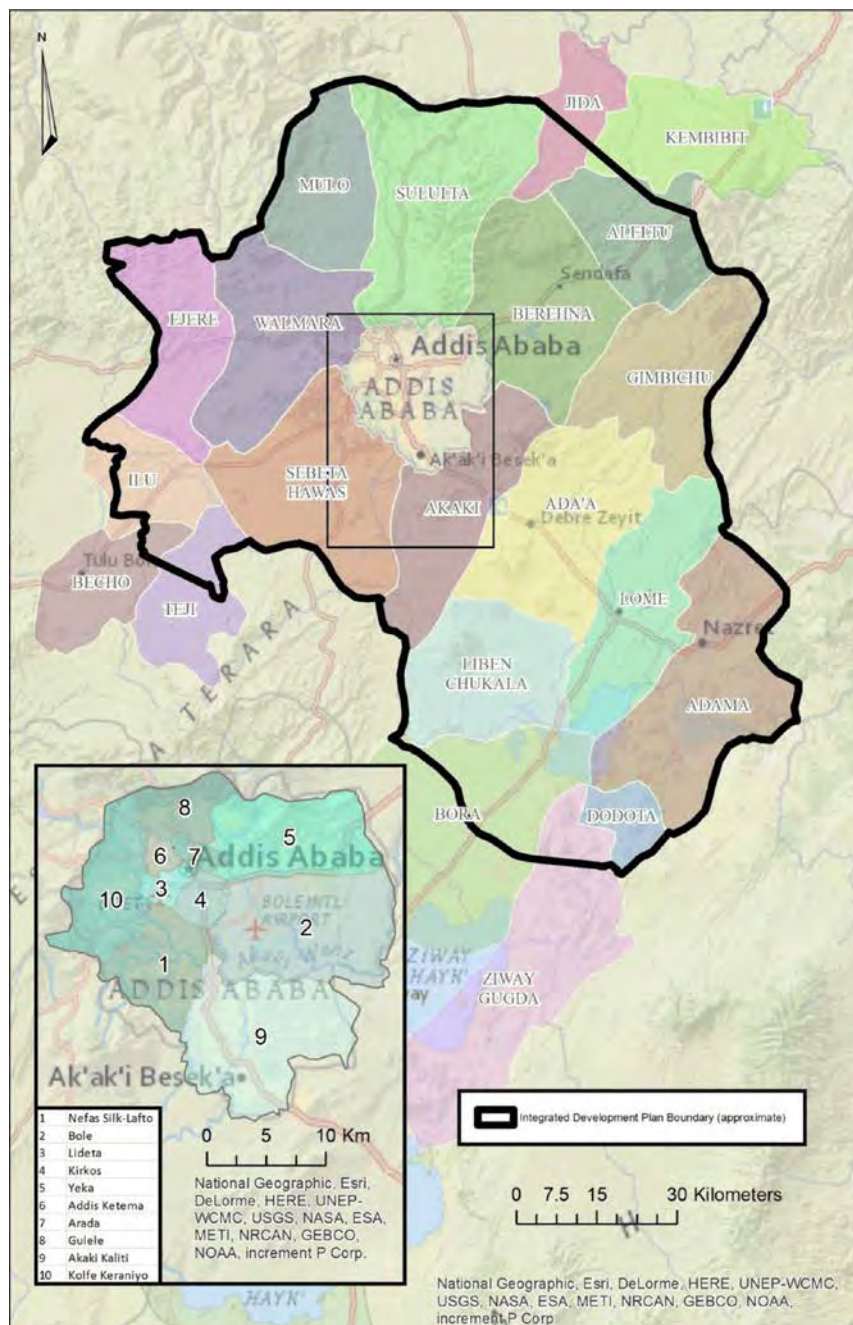 N
JIDA
KEMBIBIT
MULO
SULULTA
ALELTU
Sendafa
EJERE
WALMARA
BEREHNA
Addis Ababa
GIMBICHU
ADDIS
ABABA
Ak'ak'i Besek'a
ILU
SEBETA
HAWAS
AKAKI
ADA'A
Debre Zeyit
Tulu Bo
BECHO
TEJI
LOME
Nazret
LIBEN
CHUKALA
ADAMA
TERARA
BORA
DODOTA
ZIWAY
HAYK'
way
ZIWAY
GUGDA
8
5
6
7
Addis Ababa
3
10
4
BOLE INTL
AIRPORT
2
1
ADDIS ABABA
9
Ak'ak'i Besek'a
0 5 10 Km
National Geographic, Esri,
DeLorme, HERE, UNEP-
WCMC, USGS, NASA, ESA,
METI, NRCAN, GEBCO,
NOAA, increment P Corp.
1 Nefas Silk-Lafto
2 Bole
3 Lideta
4 Kirkos
5 Yeka
6 Addis Ketema
7 Arada
8 Gulele
9 Akaki Kaliti
10 Kolfe Keraniyo
Integrated Development Plan Boundary (approximate)
0 7.5 15 30 Kilometers
H
HAYK'
National Geographic, Esri, DeLorme, HERE, UNEP-WCMC,
USGS, NASA, ESA, METI, NRCAN, GEBCO, NOAA,
increment P Corp.